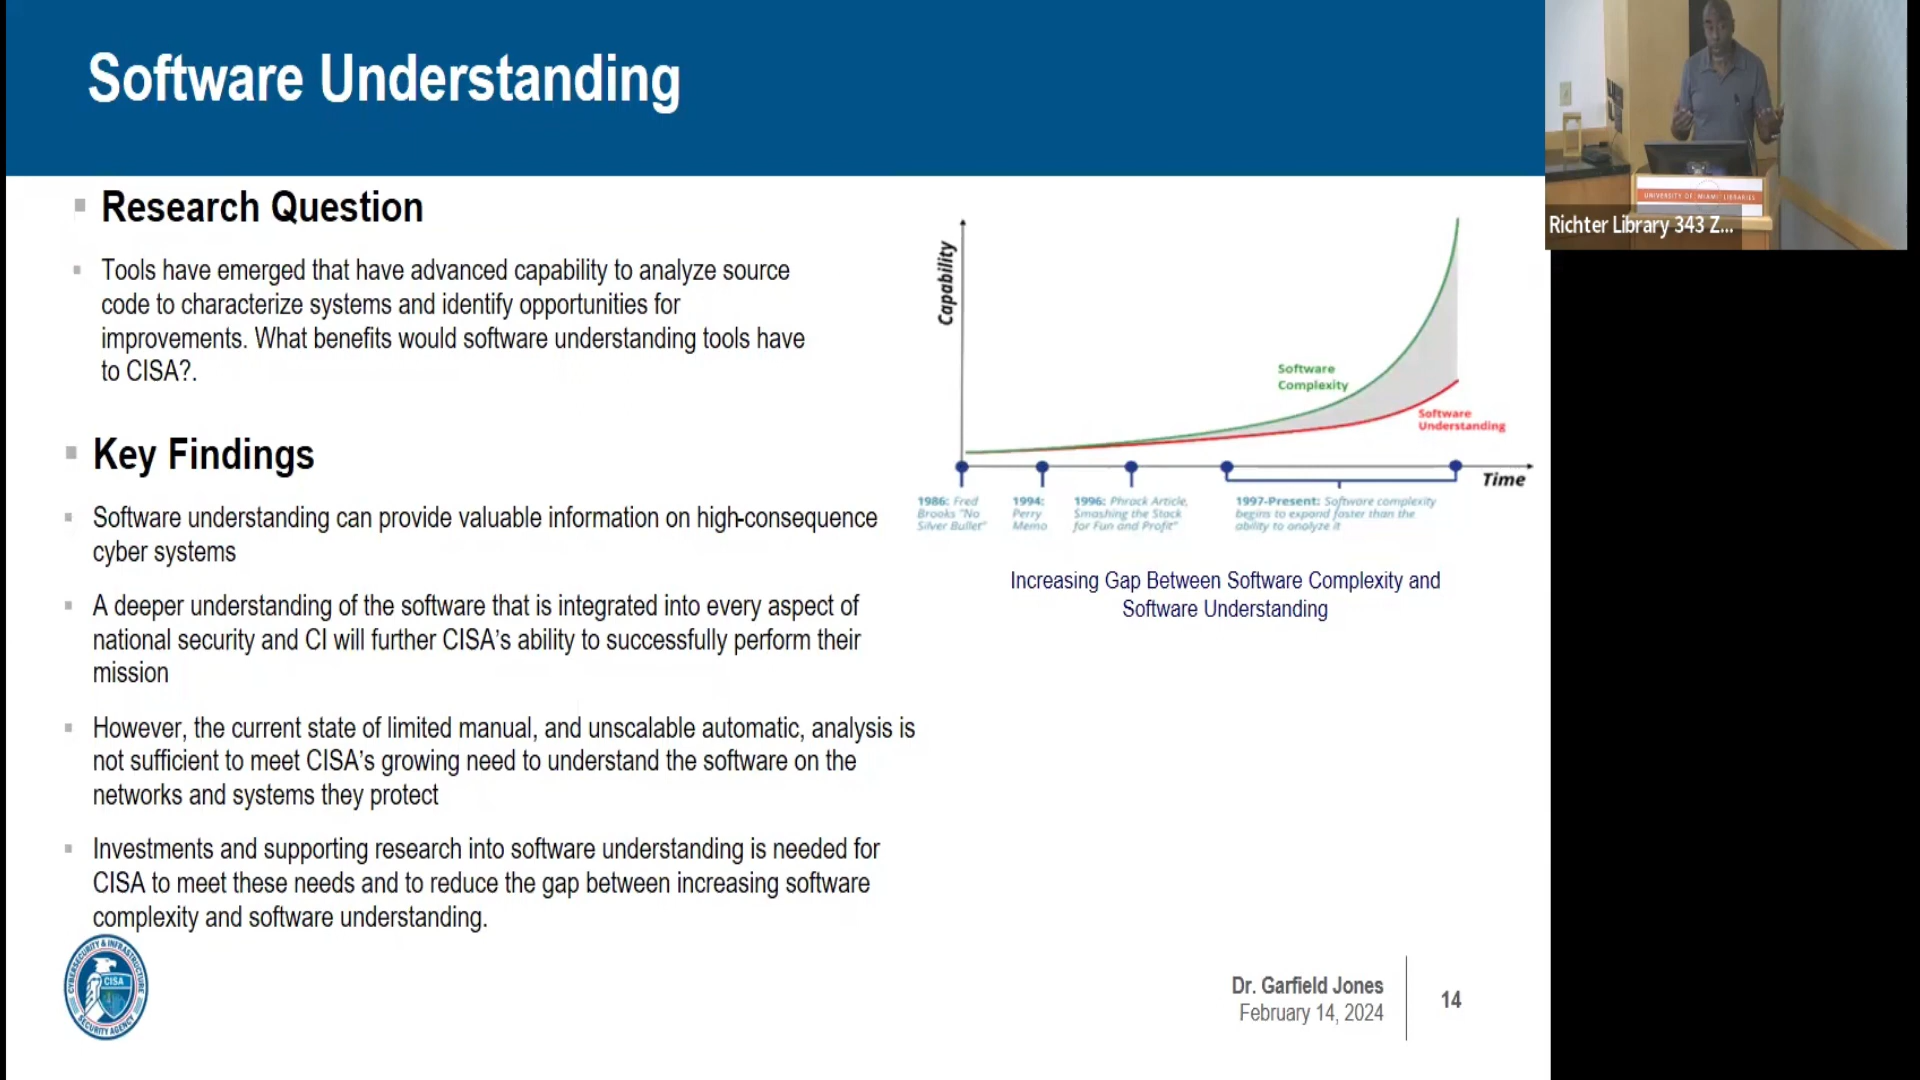 Software Understanding
Research Question
Tools have emerged that have advanced capability to analyze source
code to characterize systems and identify opportunities for
improvements. What benefits would software understanding tools have
to CISA?.
Key Findings
Software understanding can provide valuable information on high-consequence
cyber systems
A deeper understanding of the software that is integrated into every aspect of
national security and CI will further CISA's ability to successfully perform their
mission
However, the current state of limited manual, and unscalable automatic, analysis is
not sufficient to meet CISA's growing need to understand the software on the
networks and systems they protect
Investments and supporting research into software understanding is needed for
CISA to meet these needs and to reduce the gap between increasing software
complexity and software understanding.
Capability
Software
Complexity
Software
Understanding
Time
1986: Fred
Brooks "No
Silver Bullet"
1994:
Perry
Memo
1996: Phrack Article,
Smashing the Stack
for Fun and Profit"
1997-Present: Software complexity
begins to expand faster than the
ability to analyze it
Increasing Gap Between Software Complexity and
Software Understanding
CYBERSECURITY & INFRASTRUCTURE
CISA
SECURITY AGENCY
Dr. Garfield Jones
February 14, 2024
14
UNIVERSITY OF MIAMI LIBRARIES
Richter Library 343 Z...